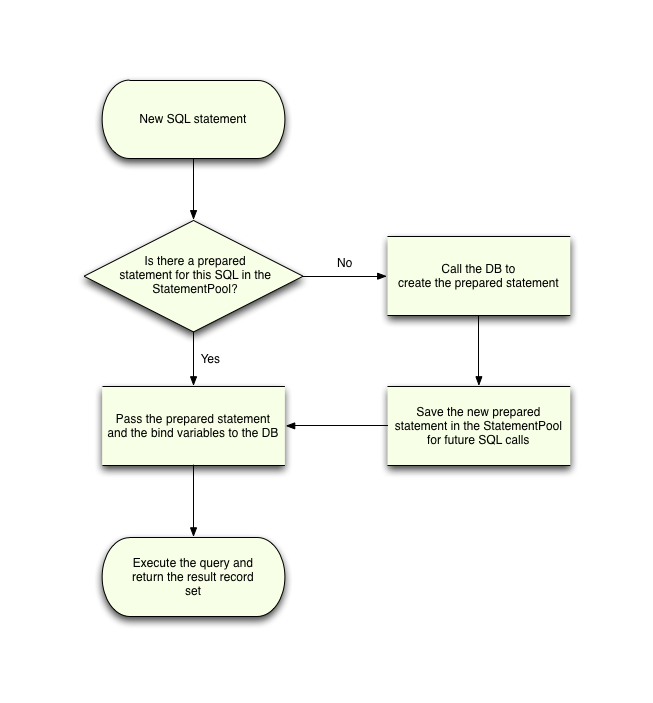 New SQL statement
Is there a prepared
statement for this SQL in the
StatementPool?
No
Call the DB to
create the prepared statement
Yes
Pass the prepared statement
and the bind variables to the DB
Save the new prepared
statement in the StatementPool
for future SQL calls
Execute the query and
return the result record
set